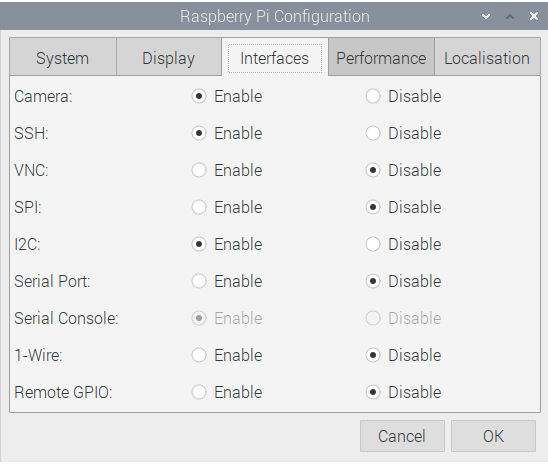 Raspberry Pi Configuration
System Display Interfaces Performance Localisation
Camera: Enable Disable
SSH: Enable Disable
VNC: Enable Disable
SPI: Enable Disable
I2C: Enable Disable
Serial Port: Enable Disable
Serial Console: Enable Disable
1-Wire: Enable Disable
Remote GPIO: Enable Disable
Cancel OK